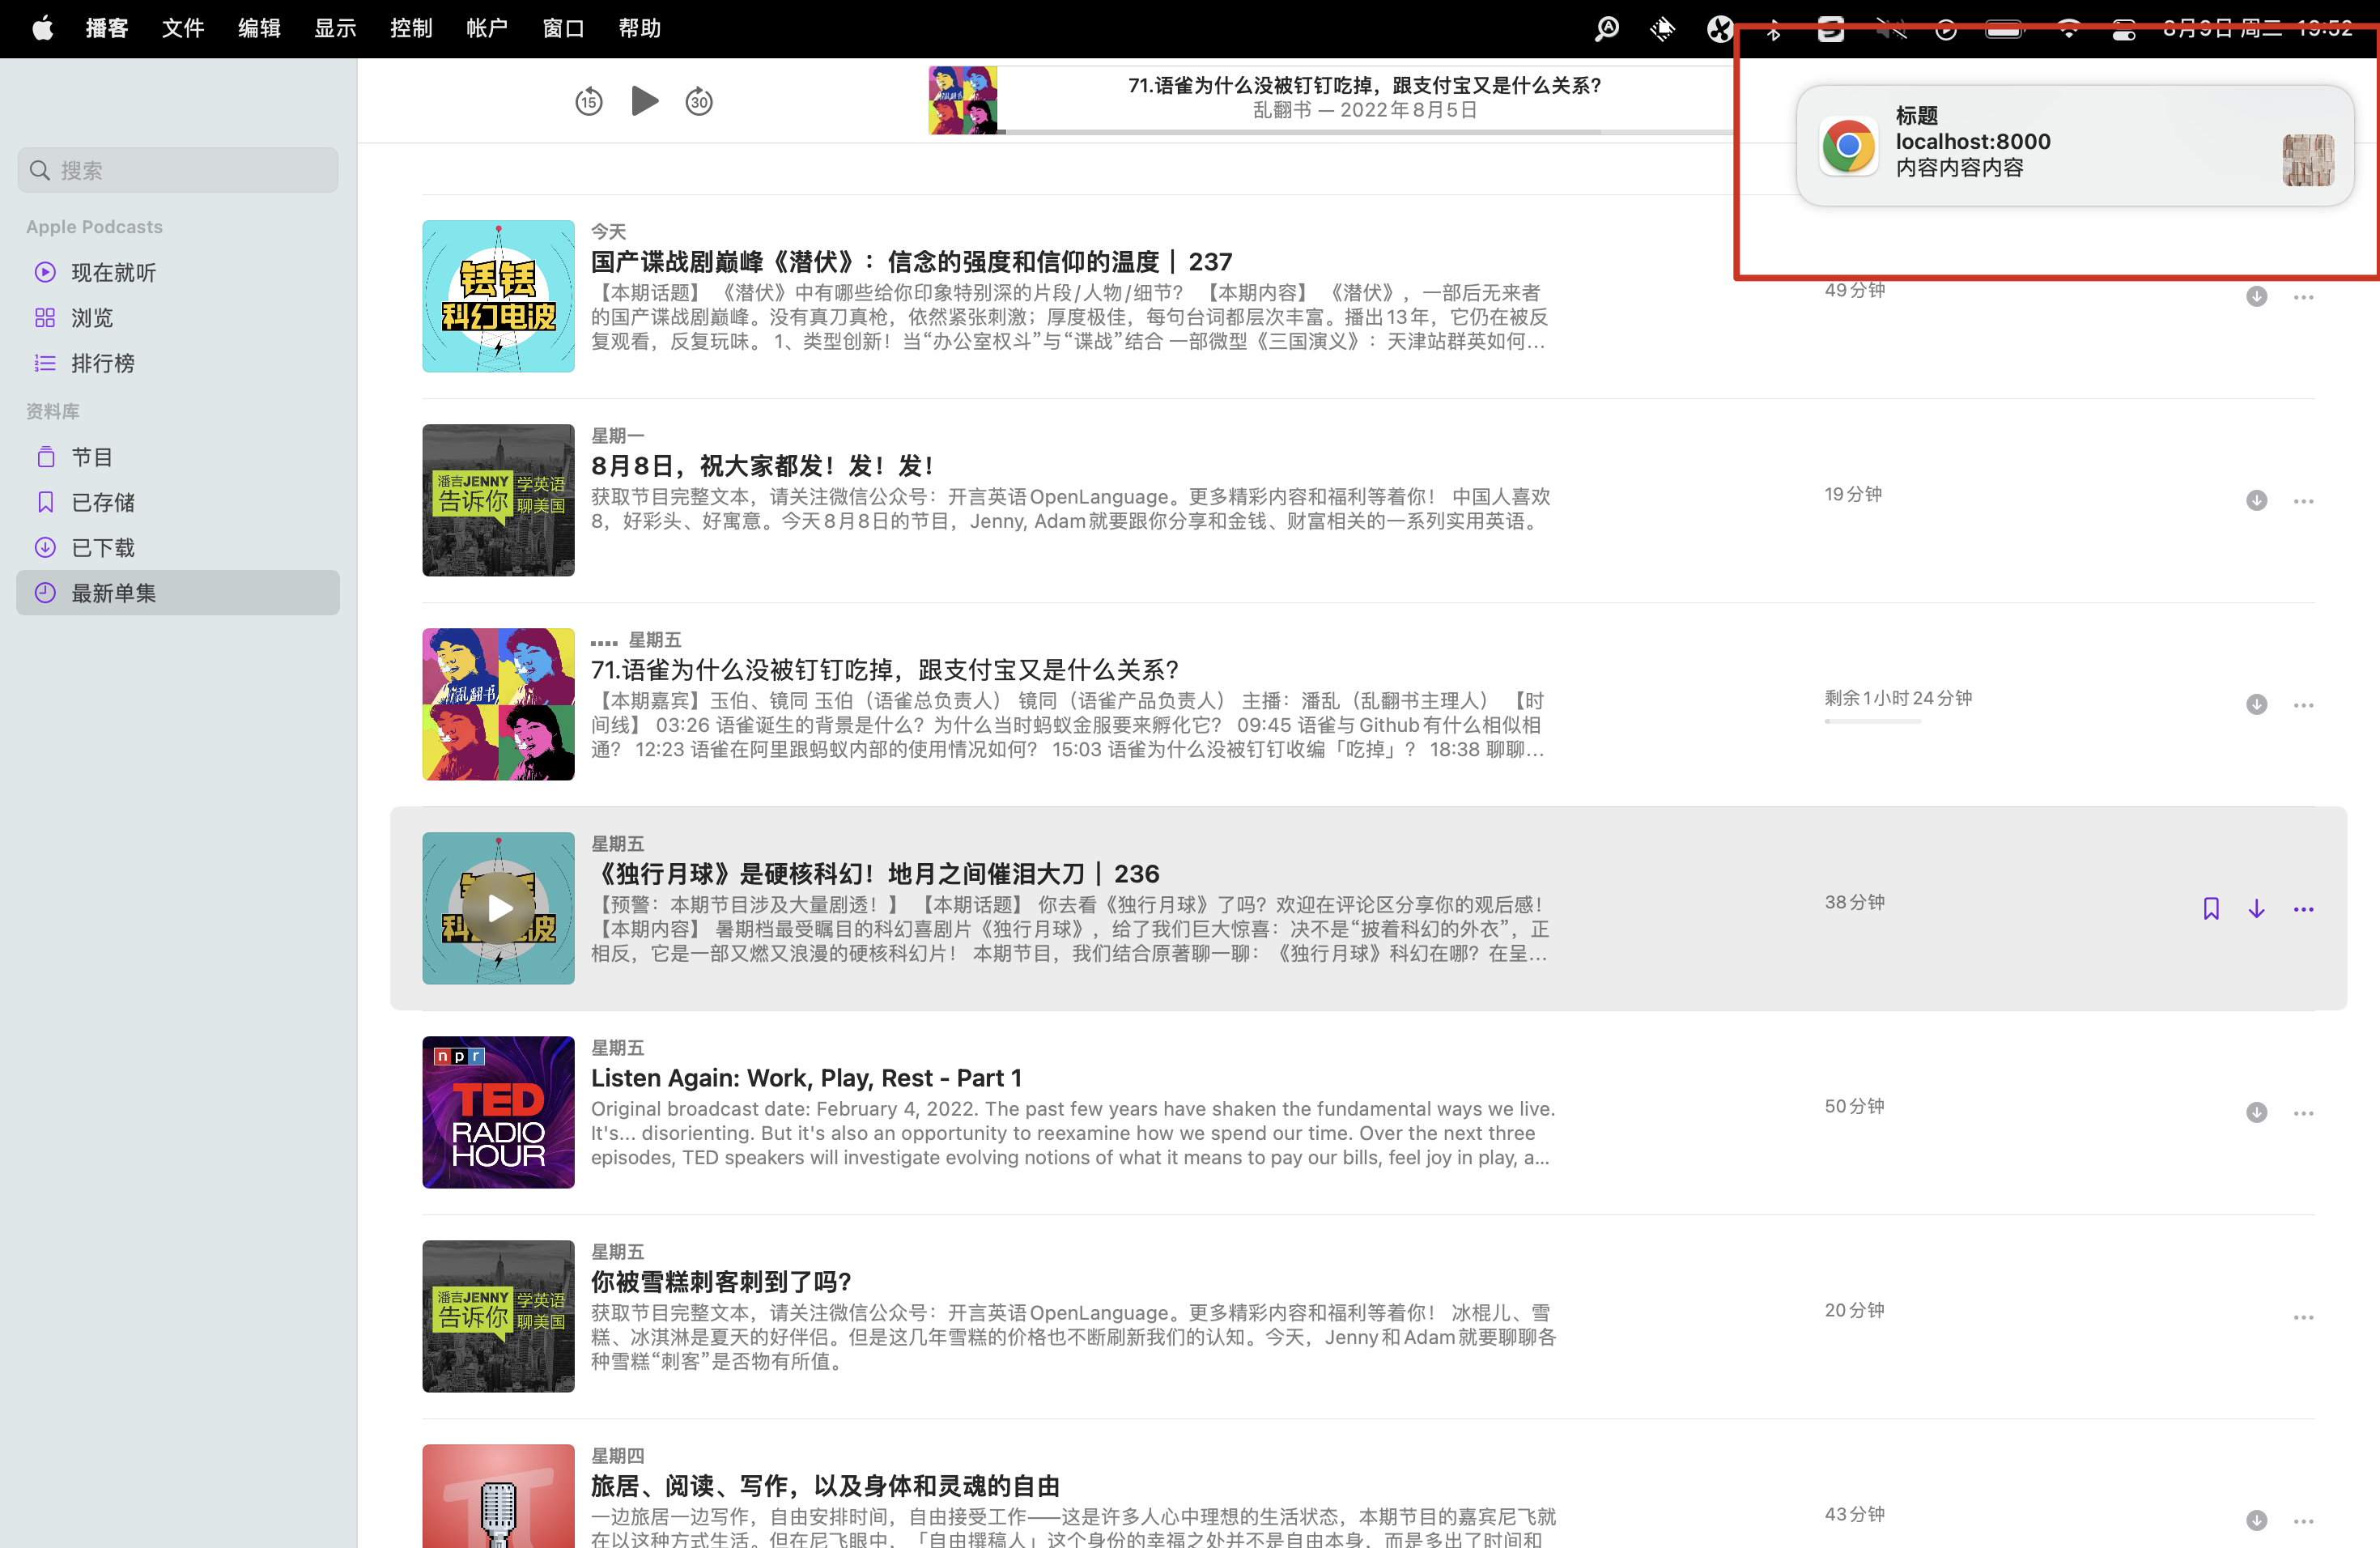 播客 文件 编辑 显示 控制 帐户 窗口 帮助
8月9日 周二 19:52
15
30
71.语雀为什么没被钉钉吃掉，跟支付宝又是什么关系？
乱翻书 — 2022年8月5日
标题
localhost:8000
内容内容内容
搜索
Apple Podcasts
现在就听
浏览
排行榜
资料库
节目
已存储
已下载
最新单集
铥铥
科幻电波
今天
国产谍战剧巅峰《潜伏》：信念的强度和信仰的温度｜237
【本期话题】 《潜伏》中有哪些给你印象特别深的片段/人物/细节？ 【本期内容】 《潜伏》，一部后无来者
的国产谍战剧巅峰。没有真刀真枪，依然紧张刺激；厚度极佳，每句台词都层次丰富。播出13年，它仍在被反
复观看，反复玩味。 1、类型创新！当“办公室权斗”与“谍战”结合 一部微型《三国演义》：天津站群英如何…
49分钟
潘吉JENNY
告诉你
学英语
聊美国
星期一
8月8日，祝大家都发！发！发！
获取节目完整文本，请关注微信公众号：开言英语OpenLanguage。更多精彩内容和福利等着你！ 中国人喜欢
8，好彩头、好寓意。今天8月8日的节目，Jenny, Adam就要跟你分享和金钱、财富相关的一系列实用英语。
19分钟
乱翻书
星期五
71.语雀为什么没被钉钉吃掉，跟支付宝又是什么关系？
【本期嘉宾】玉伯、镜同 玉伯（语雀总负责人） 镜同（语雀产品负责人） 主播：潘乱（乱翻书主理人） 【时
间线】 03:26 语雀诞生的背景是什么？为什么当时蚂蚁金服要来孵化它？ 09:45 语雀与Github有什么相似相
通？ 12:23 语雀在阿里跟蚂蚁内部的使用情况如何？ 15:03 语雀为什么没被钉钉收编「吃掉」? 18:38 聊聊…
剩余1小时24分钟
星期五
《独行月球》是硬核科幻！地月之间催泪大刀｜236
【预警：本期节目涉及大量剧透！】 【本期话题】 你去看《独行月球》了吗？欢迎在评论区分享你的观后感！
【本期内容】 暑期档最受瞩目的科幻喜剧片《独行月球》，给了我们巨大惊喜：决不是“披着科幻的外衣”，正
相反，它是一部又燃又浪漫的硬核科幻片！ 本期节目，我们结合原著聊一聊：《独行月球》科幻在哪？在呈…
38分钟
npr
TED
RADIO
HOUR
星期五
Listen Again: Work, Play, Rest - Part 1
Original broadcast date: February 4, 2022. The past few years have shaken the fundamental ways we live.
It's... disorienting. But it's also an opportunity to reexamine how we spend our time. Over the next three
episodes, TED speakers will investigate evolving notions of what it means to pay our bills, feel joy in play, a...
50分钟
潘吉JENNY
告诉你
学英语
聊美国
星期五
你被雪糕刺客刺到了吗?
获取节目完整文本，请关注微信公众号：开言英语OpenLanguage。更多精彩内容和福利等着你！ 冰棍儿、雪
糕、冰淇淋是夏天的好伴侣。但是这几年雪糕的价格也不断刷新我们的认知。今天，Jenny和Adam就要聊聊各
种雪糕“刺客”是否物有所值。
20分钟
星期四
旅居、阅读、写作，以及身体和灵魂的自由
一边旅居一边写作，自由安排时间，自由接受工作——这是许多人心中理想的生活状态，本期节目的嘉宾尼飞就
在以这种方式生活。但在尼飞眼中，「自由撰稿人」这个身份的幸福之处并不是自由本身，而是多出了时间和
43分钟